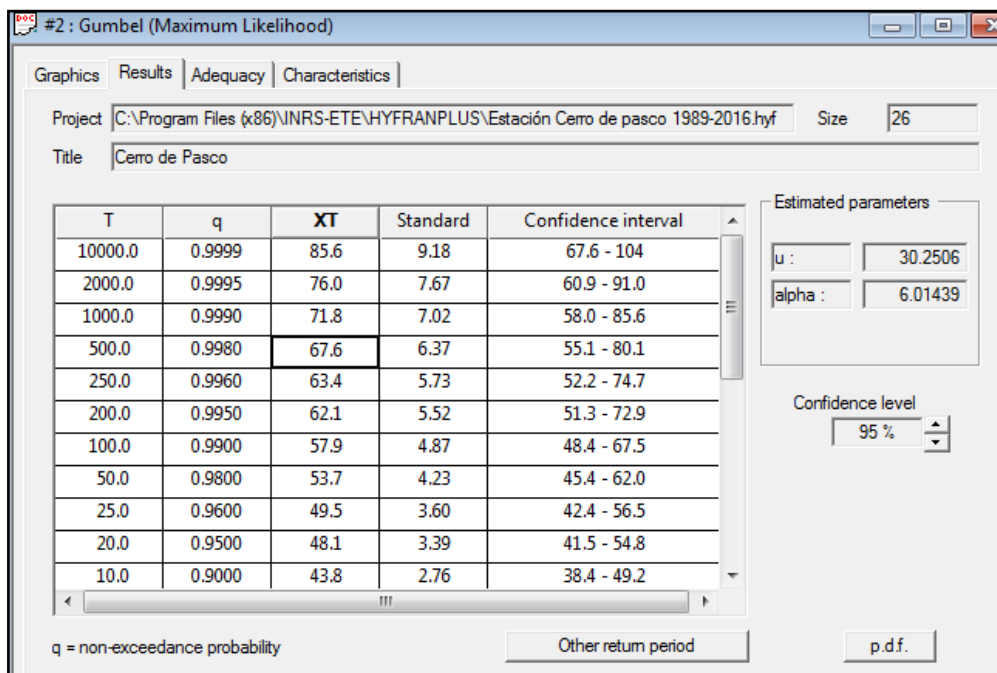 DOC #2 : Gumbel (Maximum Likelihood)
Graphics Results Adequacy Characteristics
Project C:\Program Files (x86)\INRS-ETE\HYFRANPLUS\Estación Cerro de pasco 1989-2016.hyf Size 26
Title Cerro de Pasco
T q XT Standard Confidence interval
10000.0 0.9999 85.6 9.18 67.6 - 104
2000.0 0.9995 76.0 7.67 60.9 - 91.0
1000.0 0.9990 71.8 7.02 58.0 - 85.6
500.0 0.9980 67.6 6.37 55.1 - 80.1
250.0 0.9960 63.4 5.73 52.2 - 74.7
200.0 0.9950 62.1 5.52 51.3 - 72.9
100.0 0.9900 57.9 4.87 48.4 - 67.5
50.0 0.9800 53.7 4.23 45.4 - 62.0
25.0 0.9600 49.5 3.60 42.4 - 56.5
20.0 0.9500 48.1 3.39 41.5 - 54.8
10.0 0.9000 43.8 2.76 38.4 - 49.2
Estimated parameters
u : 30.2506
alpha : 6.01439
Confidence level
95 %
q = non-exceedance probability Other return period p.d.f.